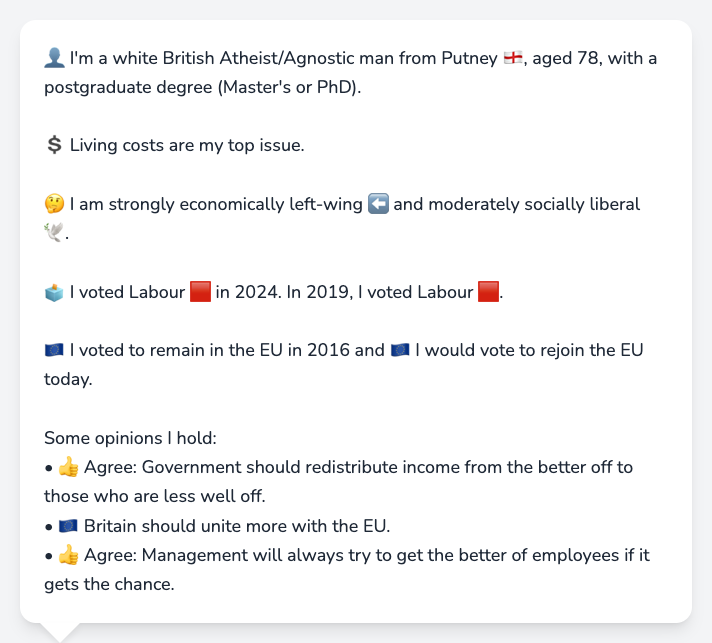 👤 I'm a white British Atheist/Agnostic man from Putney 🏴󠁧󠁢󠁥󠁮󠁧󠁿, aged 78, with a
postgraduate degree (Master's or PhD).
💲 Living costs are my top issue.
🤔 I am strongly economically left-wing ⬅️ and moderately socially liberal
🕊️.
🗳️ I voted Labour 🟥 in 2024. In 2019, I voted Labour 🟥.
🇪🇺 I voted to remain in the EU in 2016 and 🇪🇺 I would vote to rejoin the EU
today.
Some opinions I hold:
• 👍 Agree: Government should redistribute income from the better off to
those who are less well off.
• 🇪🇺 Britain should unite more with the EU.
• 👍 Agree: Management will always try to get the better of employees if it
gets the chance.